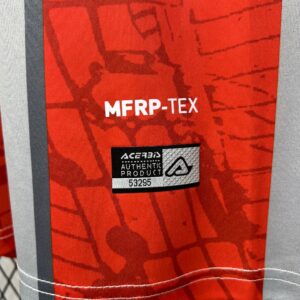 MFRP-TEX
ACERBIS
AUTHENTIC
PRODUCT
53295